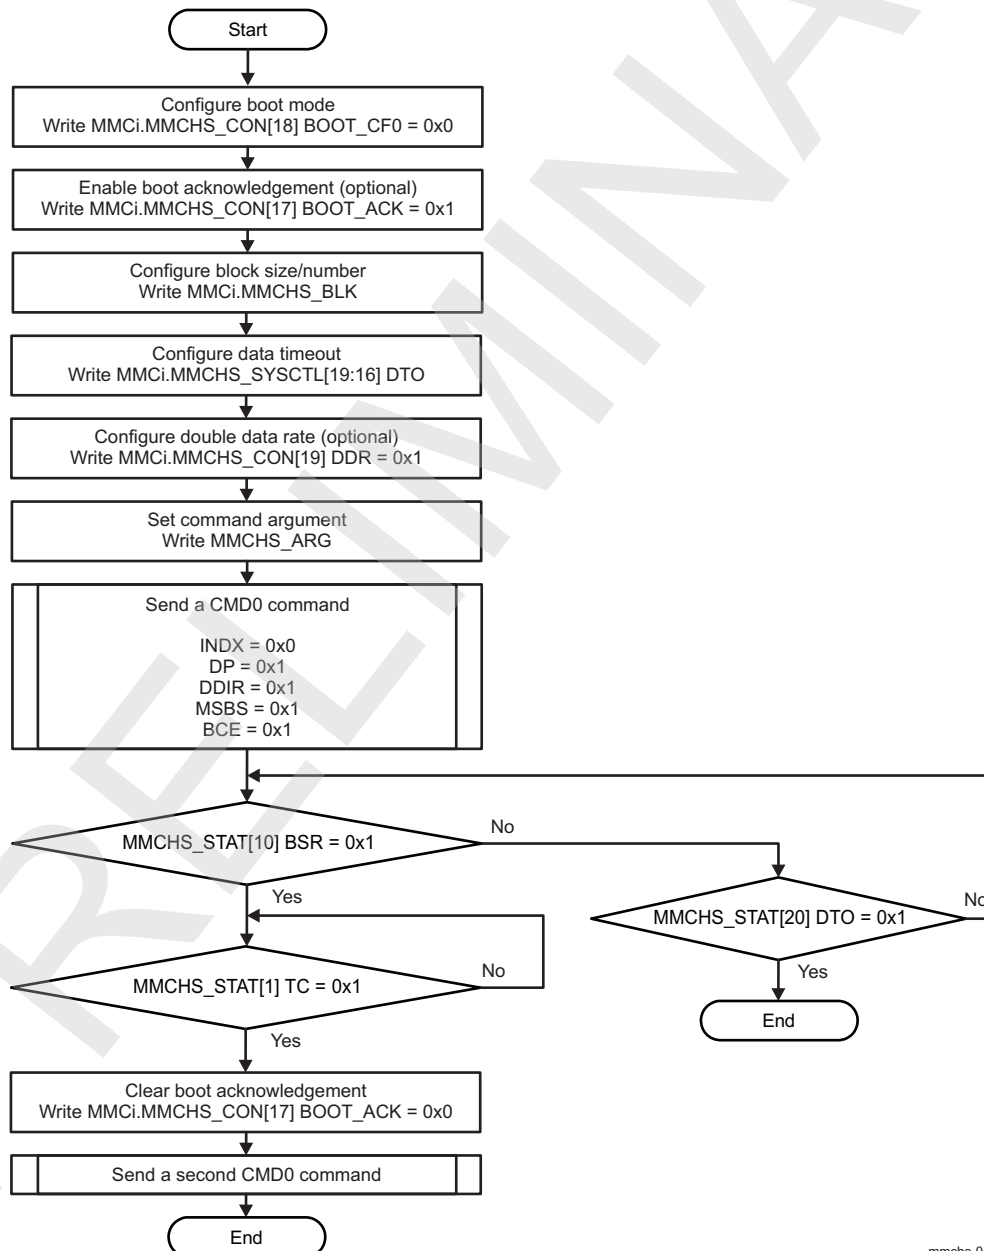 Start
Configure boot mode
Write MMCi.MMCHS_CON[18] BOOT_CF0 = 0x0
Enable boot acknowledgement (optional)
Write MMCi.MMCHS_CON[17] BOOT_ACK = 0x1
Configure block size/number
Write MMCi.MMCHS_BLK
Configure data timeout
Write MMCi.MMCHS_SYSCTL[19:16] DTO
Configure double data rate (optional)
Write MMCi.MMCHS_CON[19] DDR = 0x1
Set command argument
Write MMCHS_ARG
Send a CMD0 command
INDX = 0x0
DP = 0x1
DDIR = 0x1
MSBS = 0x1
BCE = 0x1
MMCHS_STAT[10] BSR = 0x1
No
Yes
MMCHS_STAT[20] DTO = 0x1
No
Yes
End
MMCHS_STAT[1] TC = 0x1
No
Yes
Clear boot acknowledgement
Write MMCi.MMCHS_CON[17] BOOT_ACK = 0x0
Send a second CMD0 command
End